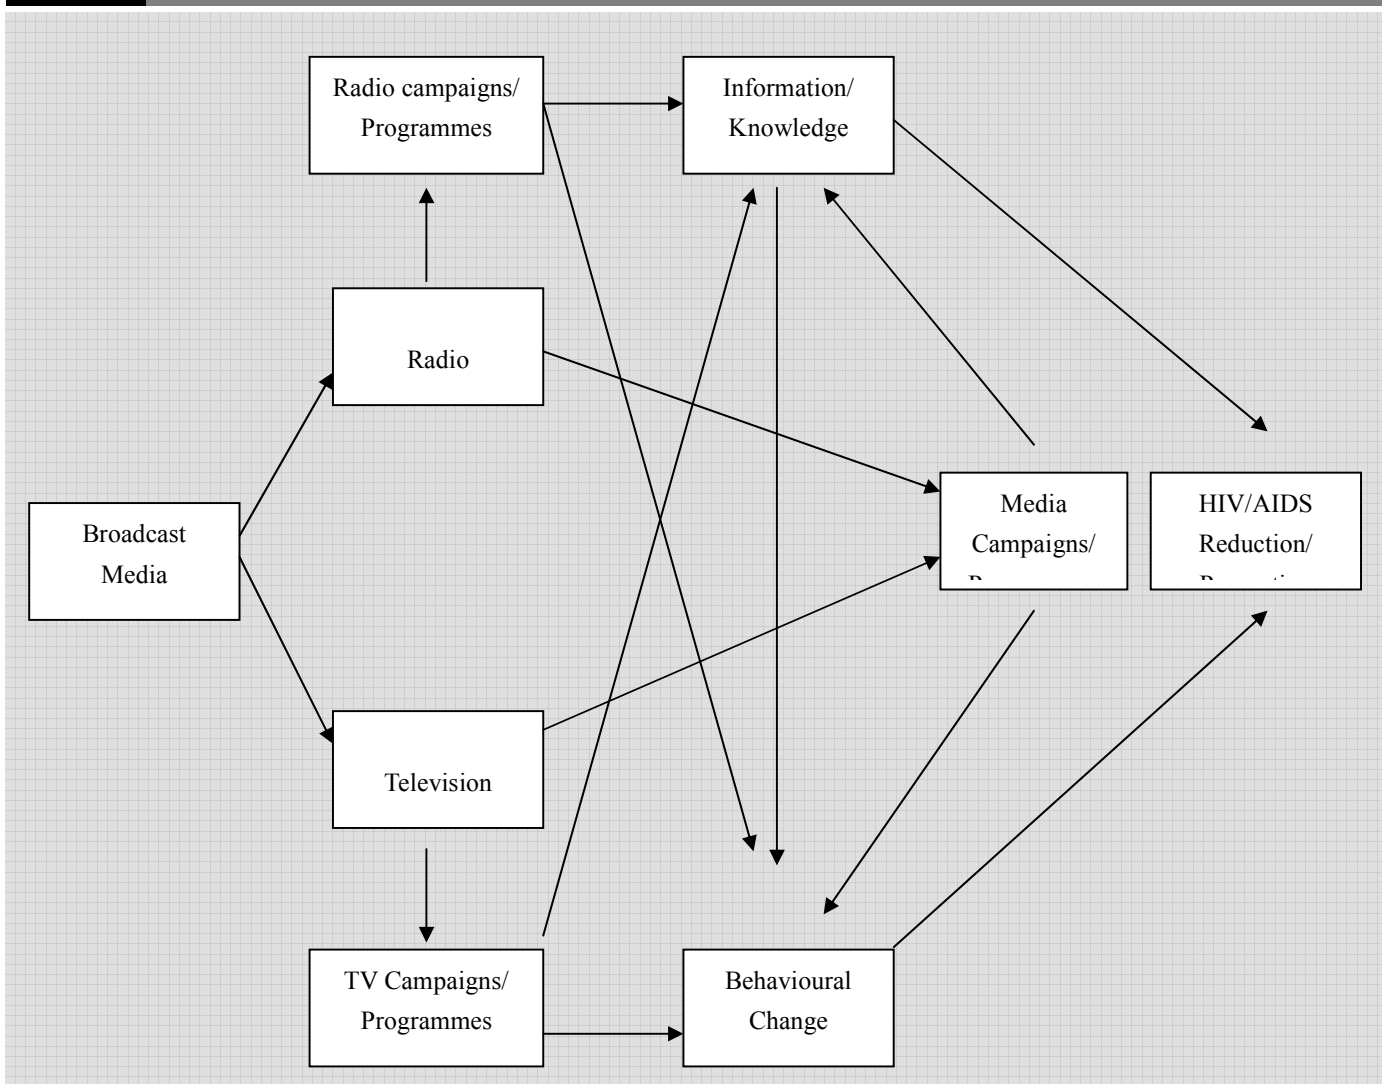 Radio campaigns/
Programmes
Information/
Knowledge
Radio
Broadcast
Media
Media
Campaigns/
HIV/AIDS
Reduction/
Television
TV Campaigns/
Programmes
Behavioural
Change